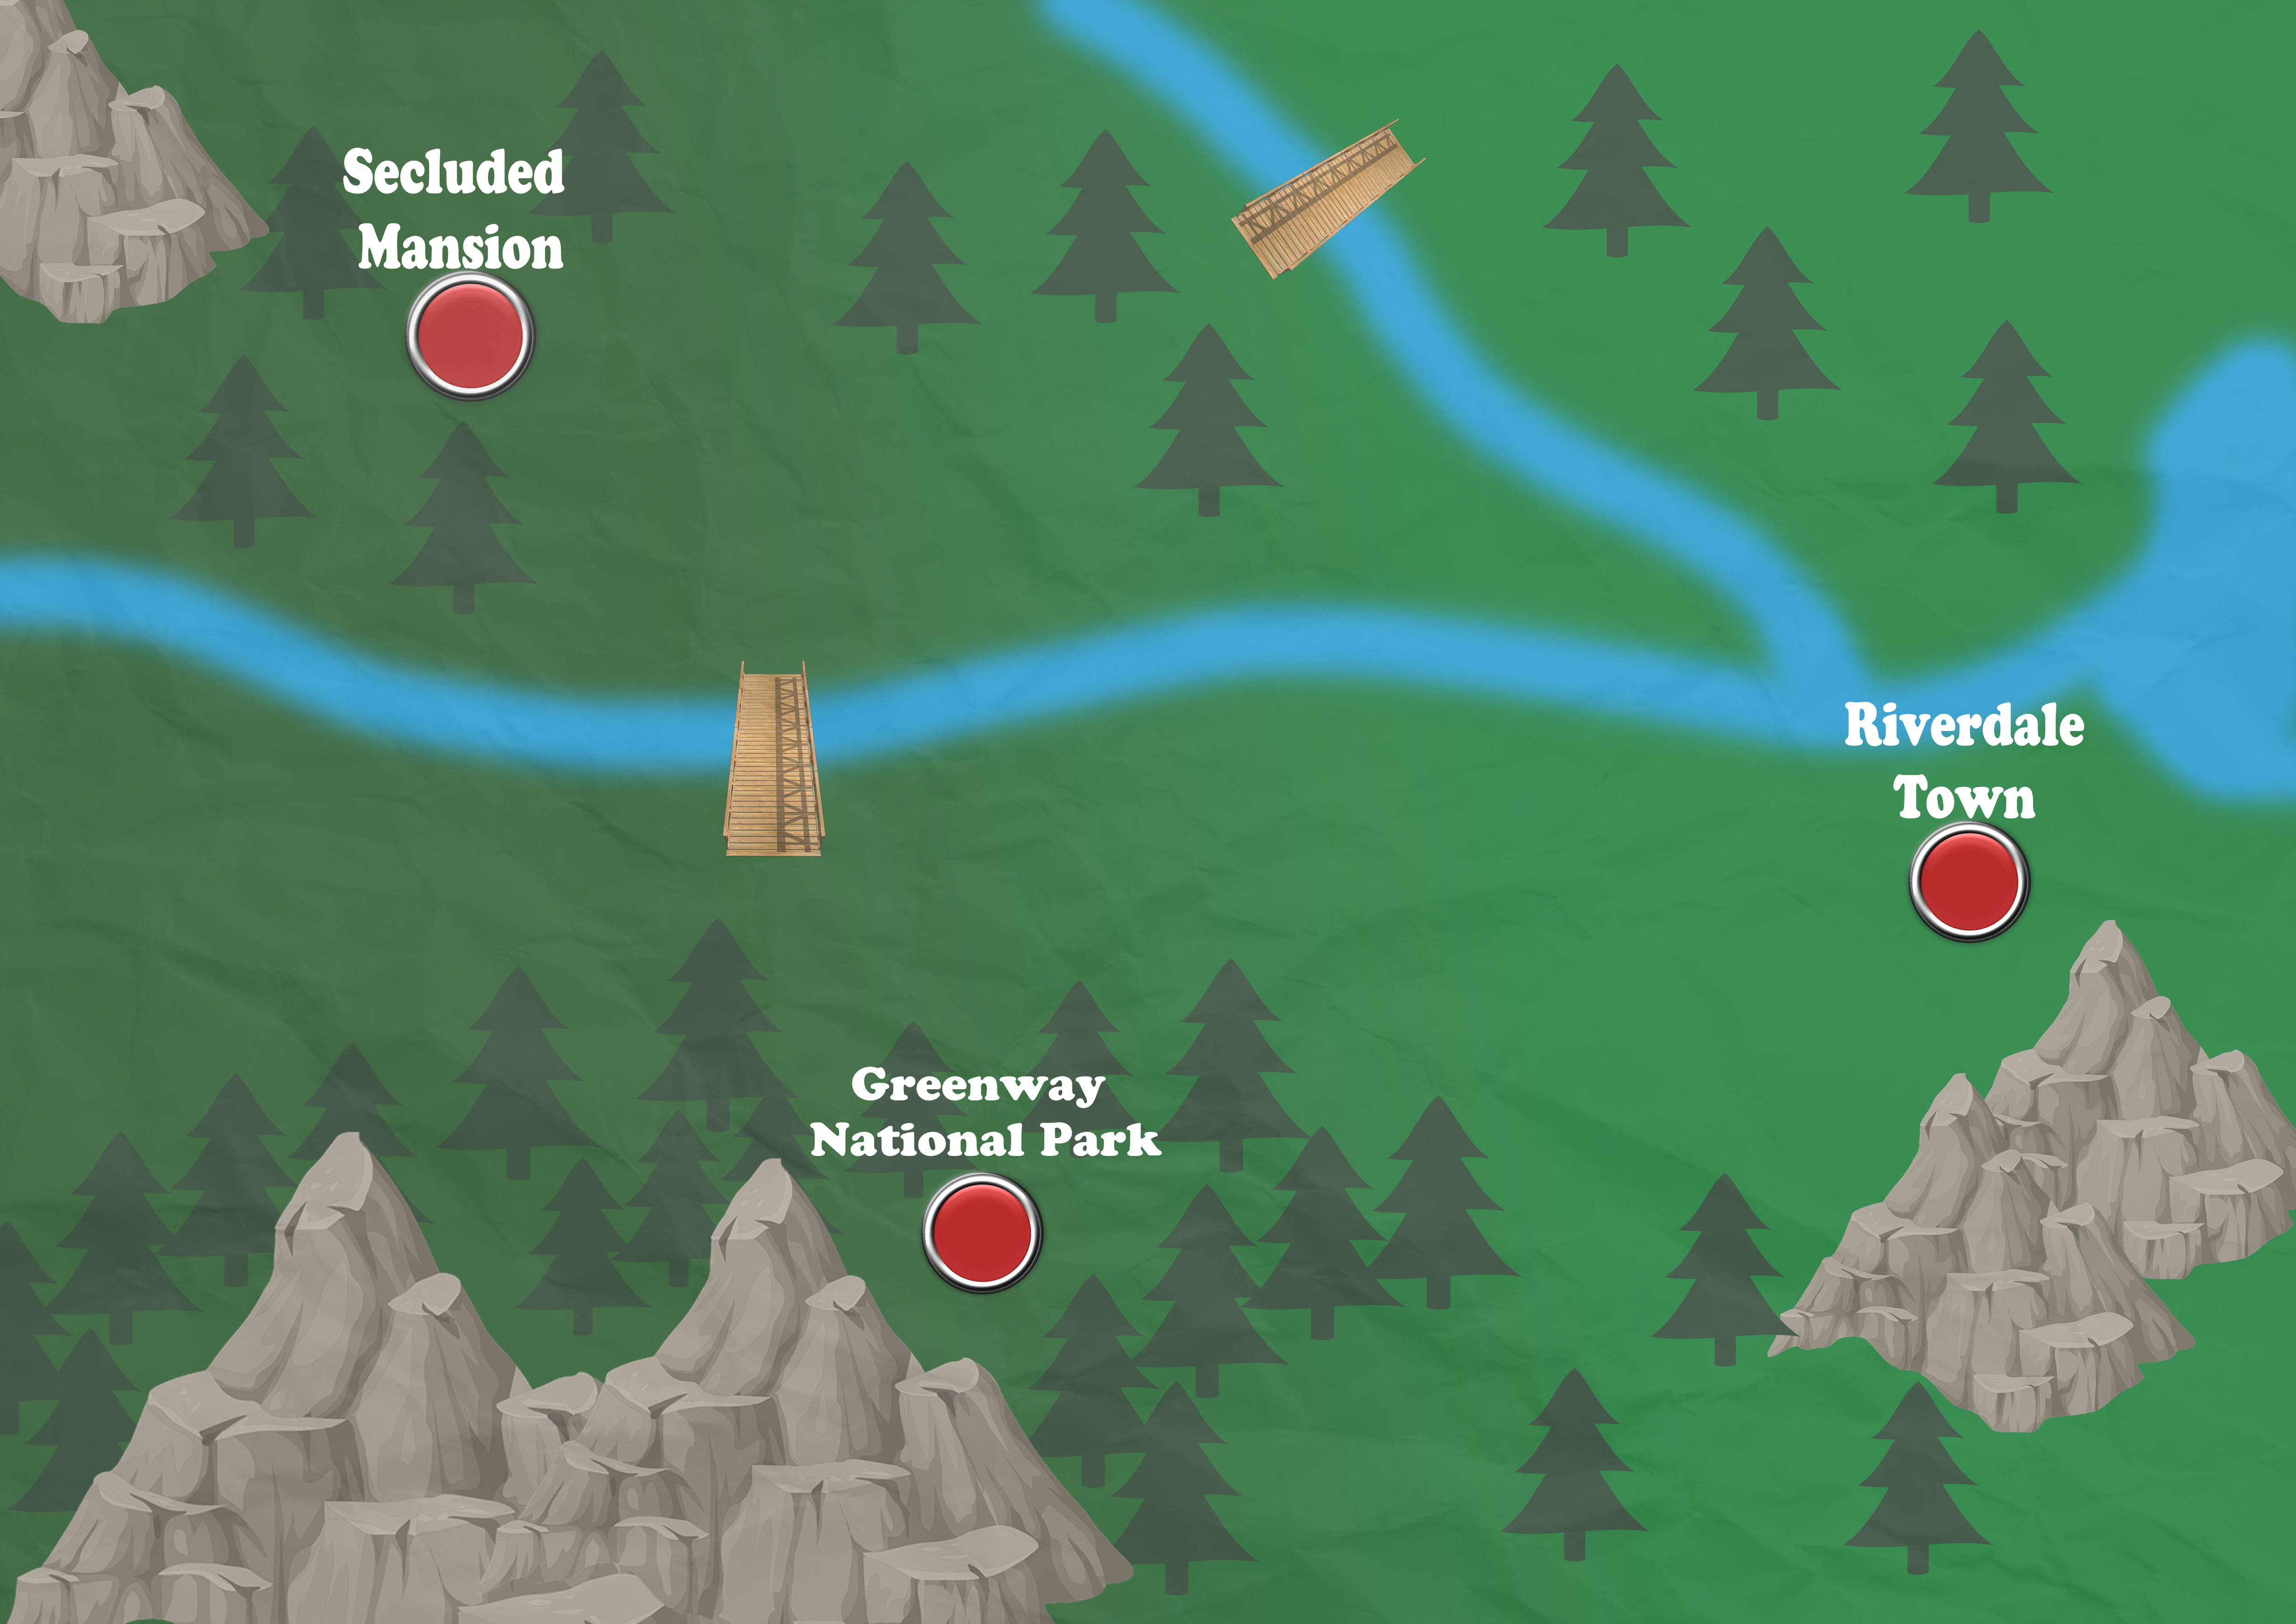 Secluded
Mansion
Riverdale
Town
Greenway
National Park